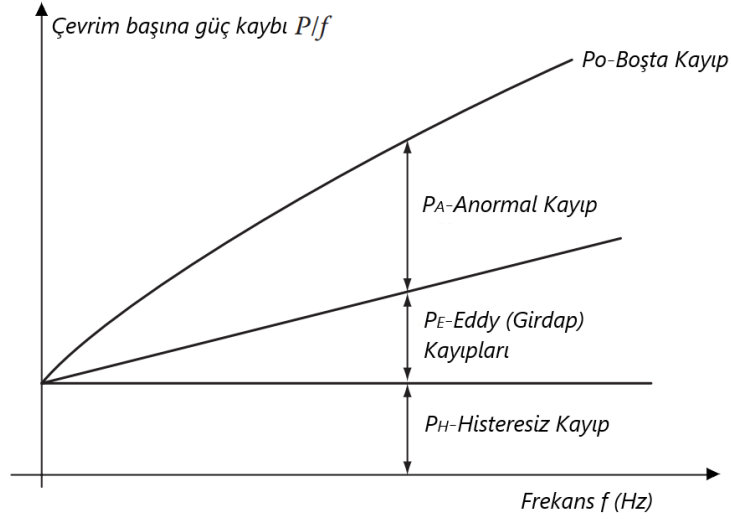 Çevrim başına güç kaybı P/f
Po-Boşta Kayıp
PA-Anormal Kayıp
PE-Eddy (Girdap)
Kayıpları
PH-Histeresiz Kayıp
Frekans f (Hz)